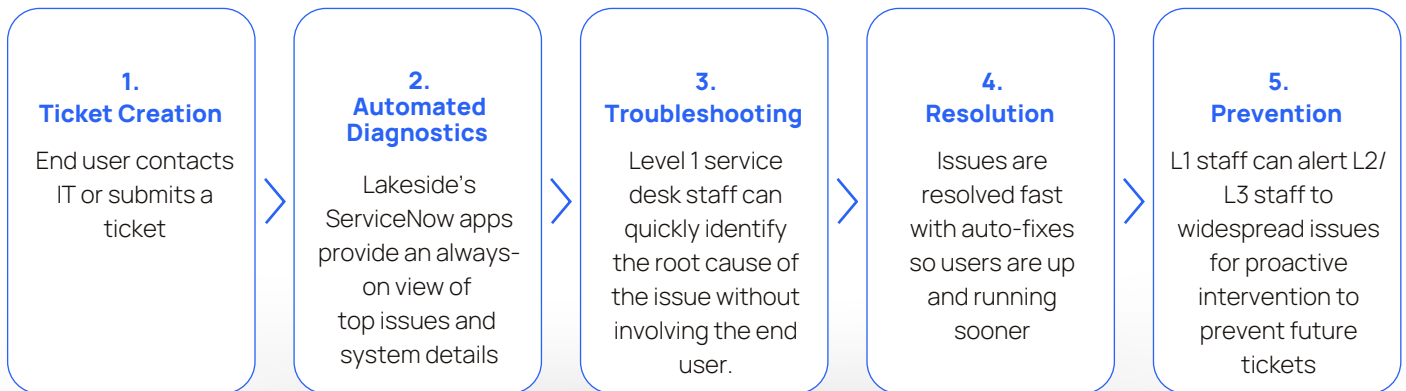 1.
Ticket Creation
End user contacts
IT or submits a
ticket
2.
Automated
Diagnostics
Lakeside's
ServiceNow apps
provide an always-
on view of
top issues and
system details
3.
Troubleshooting
Level 1 service
desk staff can
quickly identify
the root cause of
the issue without
involving the end
user.
4.
Resolution
Issues are
resolved fast
with auto-fixes
so users are up
and running
sooner
5.
Prevention
L1 staff can alert L2/
L3 staff to
widespread issues
for proactive
intervention to
prevent future
tickets